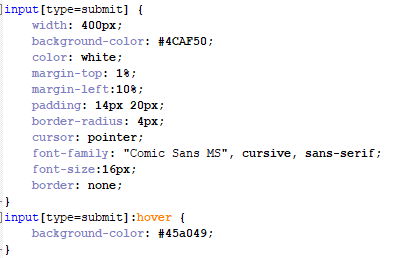 input[type=submit] {
width: 400px;
background-color: #4CAF50;
color: white;
margin-top: 1%;
margin-left:10%;
padding: 14px 20px;
border-radius: 4px;
cursor: pointer;
font-family: "Comic Sans MS", cursive, sans-serif;
font-size:16px;
border: none;
}
input[type=submit]:hover {
background-color: #45a049;
}